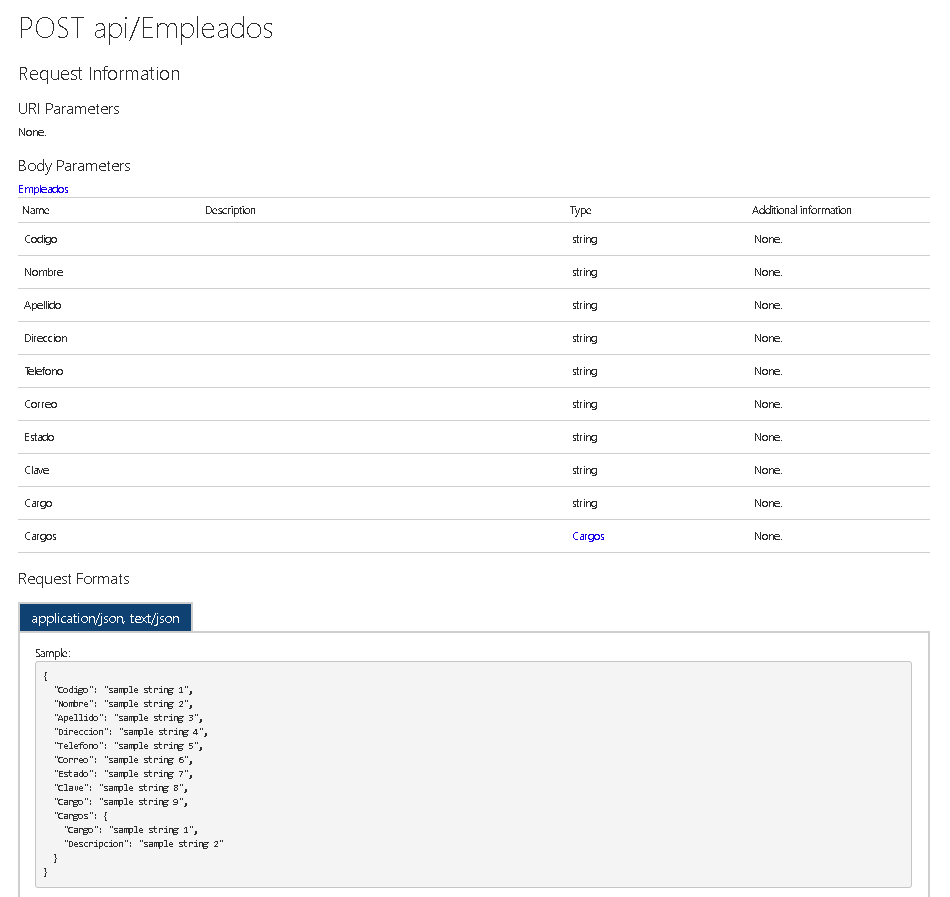 POST api/Empleados
Request Information
URI Parameters
None.
Body Parameters
Empleados
Name Description Type Additional information
Codigo string None.
Nombre string None.
Apellido string None.
Direccion string None.
Telefono string None.
Correo string None.
Estado string None.
Clave string None.
Cargo string None.
Cargos Cargos None.
Request Formats
application/json, text/json
Sample:
{
  "Codigo": "sample string 1",
  "Nombre": "sample string 2",
  "Apellido": "sample string 3",
  "Direccion": "sample string 4",
  "Telefono": "sample string 5",
  "Correo": "sample string 6",
  "Estado": "sample string 7",
  "Clave": "sample string 8",
  "Cargo": "sample string 9",
  "Cargos": {
    "Cargo": "sample string 1",
    "Descripcion": "sample string 2"
  }
}